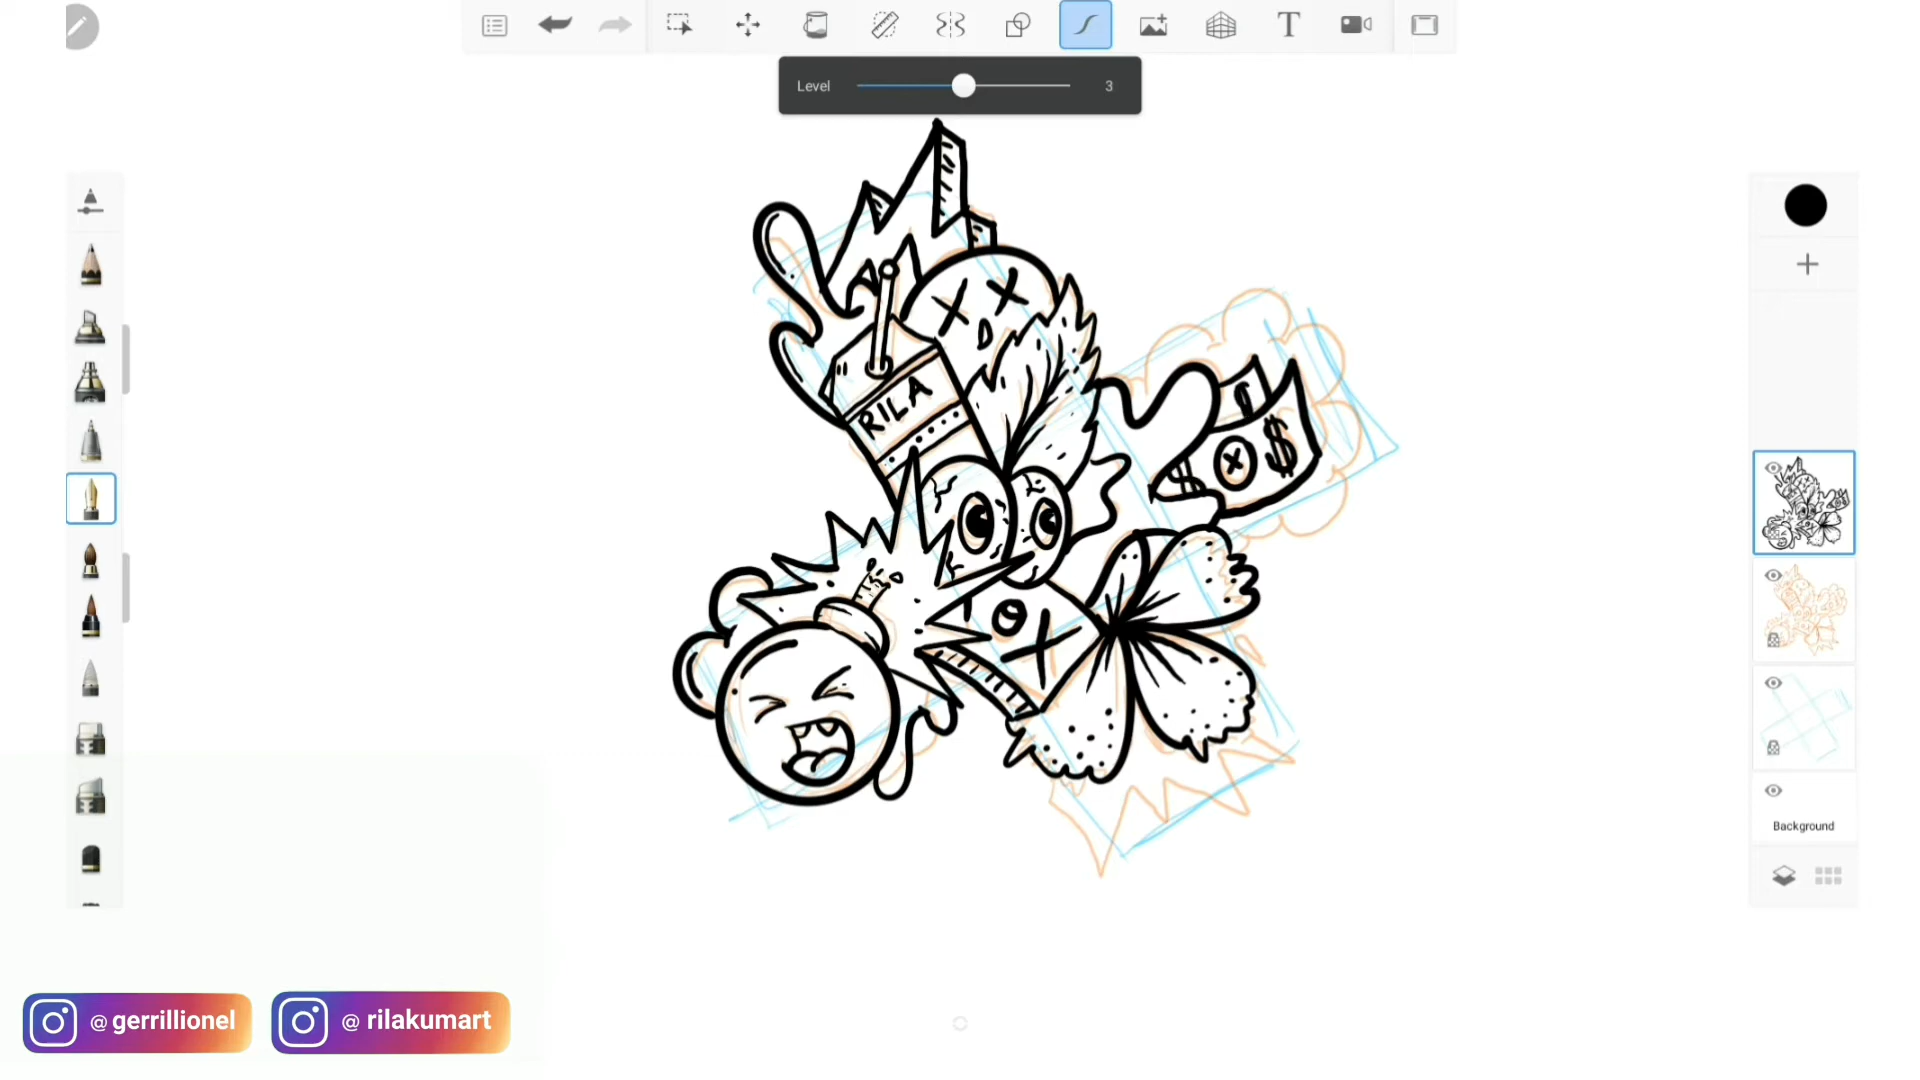 T
Level 3
RILA
$
X
$
Background
@ gerrillionel
@ rilakumart